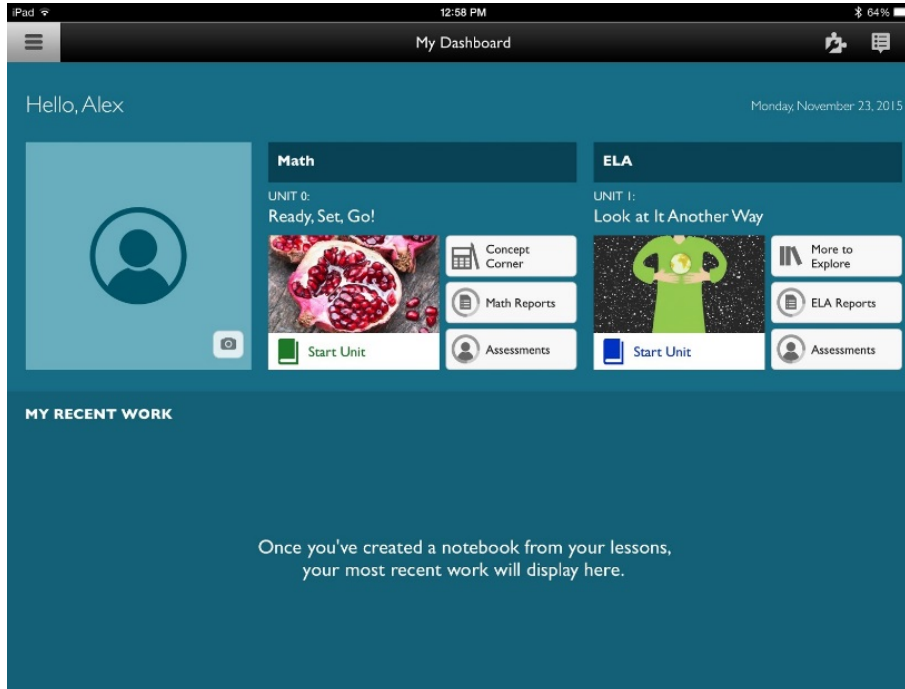 iPad 12:58 PM 64%
My Dashboard
Hello, Alex
Monday, November 23, 2015
Math
UNIT 0:
Ready, Set, Go!
Concept
Corner
Math Reports
Start Unit
Assessments
ELA
UNIT 1:
Look at It Another Way
More to
Explore
ELA Reports
Start Unit
Assessments
MY RECENT WORK
Once you've created a notebook from your lessons,
your most recent work will display here.